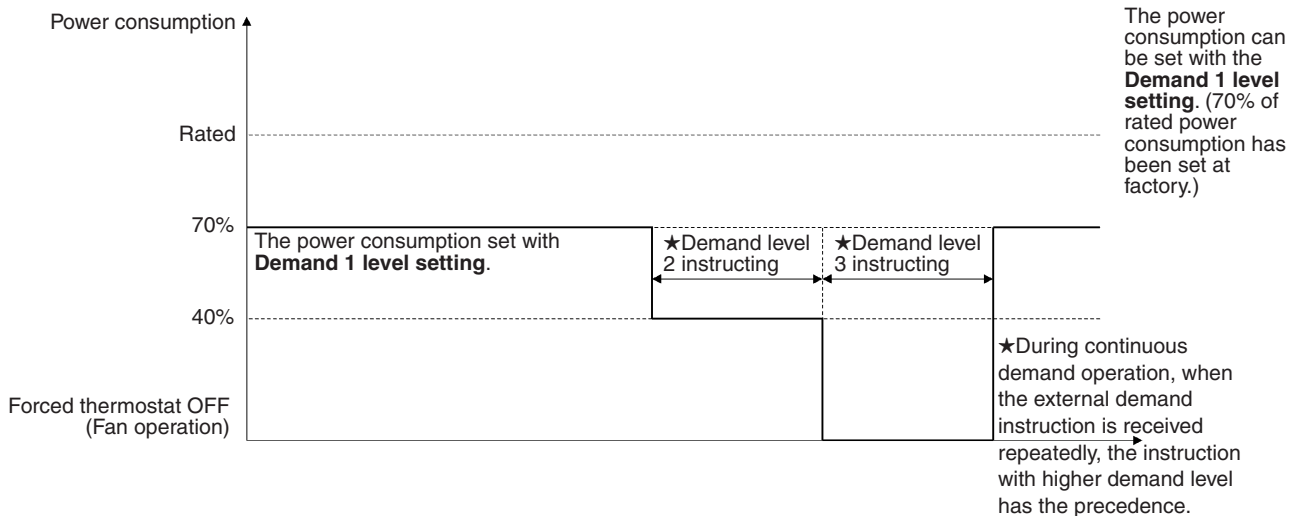 Power consumption
The power
consumption can
be set with the
Demand 1 level
setting. (70% of
rated power
consumption has
been set at
factory.)
Rated
70%
The power consumption set with
Demand 1 level setting.
★Demand level
2 instructing
★Demand level
3 instructing
40%
★During continuous
demand operation, when
the external demand
instruction is received
repeatedly, the instruction
with higher demand level
has the precedence.
Forced thermostat OFF
(Fan operation)